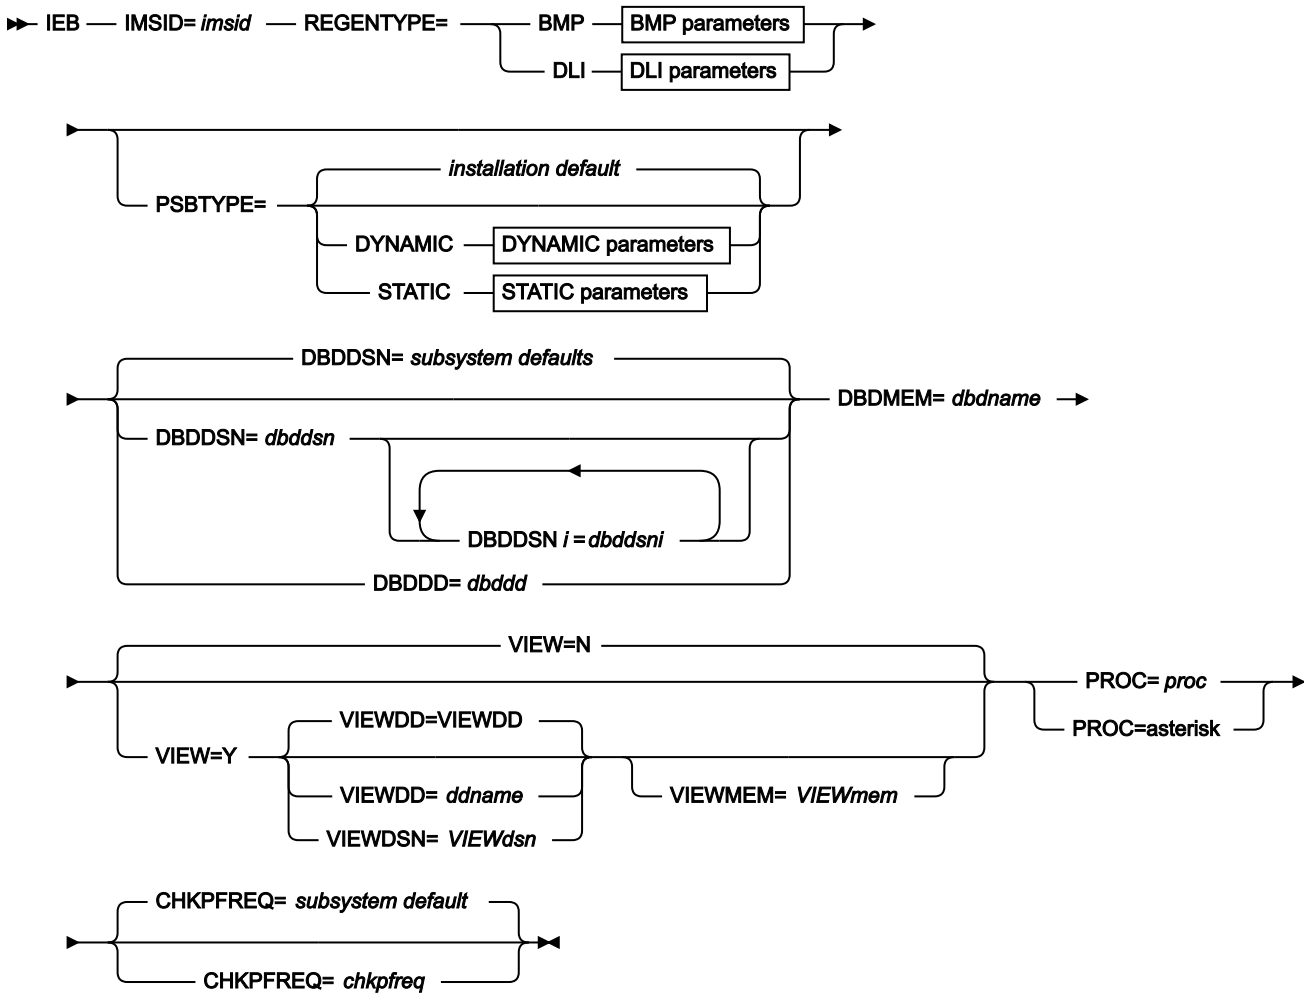 IEB IMSID= imsid REGENTYPE= BMP BMP parameters
DLI DLI parameters
installation default
PSBTYPE=
DYNAMIC DYNAMIC parameters
STATIC STATIC parameters
DBDDSN= subsystem defaults
DBDMEM= dbdname
DBDDSN= dbddsn
DBDDSN i =dbddsni
DBDDD= dbddd
VIEW=N
PROC= proc
VIEWDD=VIEWDD
PROC=asterisk
VIEW=Y
VIEWDD= ddname
VIEWMEM= VIEWmem
VIEWDSN= VIEWdsn
CHKPFREQ= subsystem default
CHKPFREQ= chkpfreq